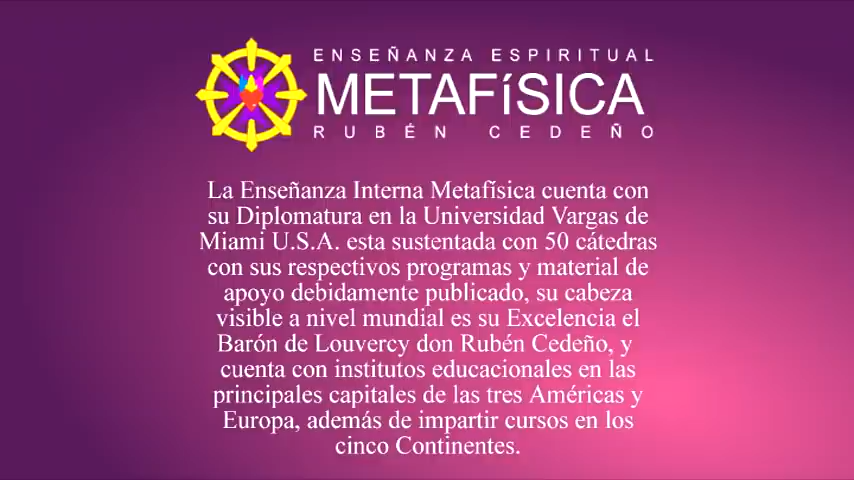 ENSEÑANZA ESPIRITUAL
METAFíSICA
RUBÉN CEDEÑO
La Enseñanza Interna Metafísica cuenta con
su Diplomatura en la Universidad Vargas de
Miami U.S.A. esta sustentada con 50 cátedras
con sus respectivos programas y material de
apoyo debidamente publicado, su cabeza
visible a nivel mundial es su Excelencia el
Barón de Louvercy don Rubén Cedeño, y
cuenta con institutos educacionales en las
principales capitales de las tres Américas y
Europa, además de impartir cursos en los
cinco Continentes.